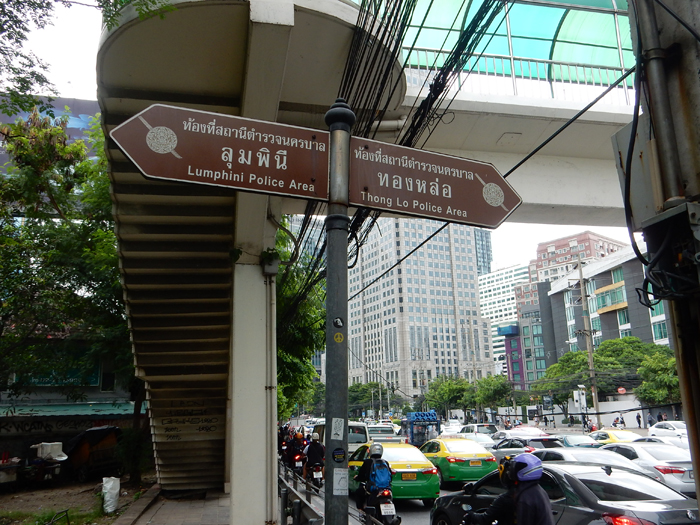 ท้องที่สถานีตำรวจนครบาล
ลุมพินี
Lumphini Police Area
ท้องที่สถานีตำรวจนครบาล
ทองหล่อ
Thong Lo Police Area